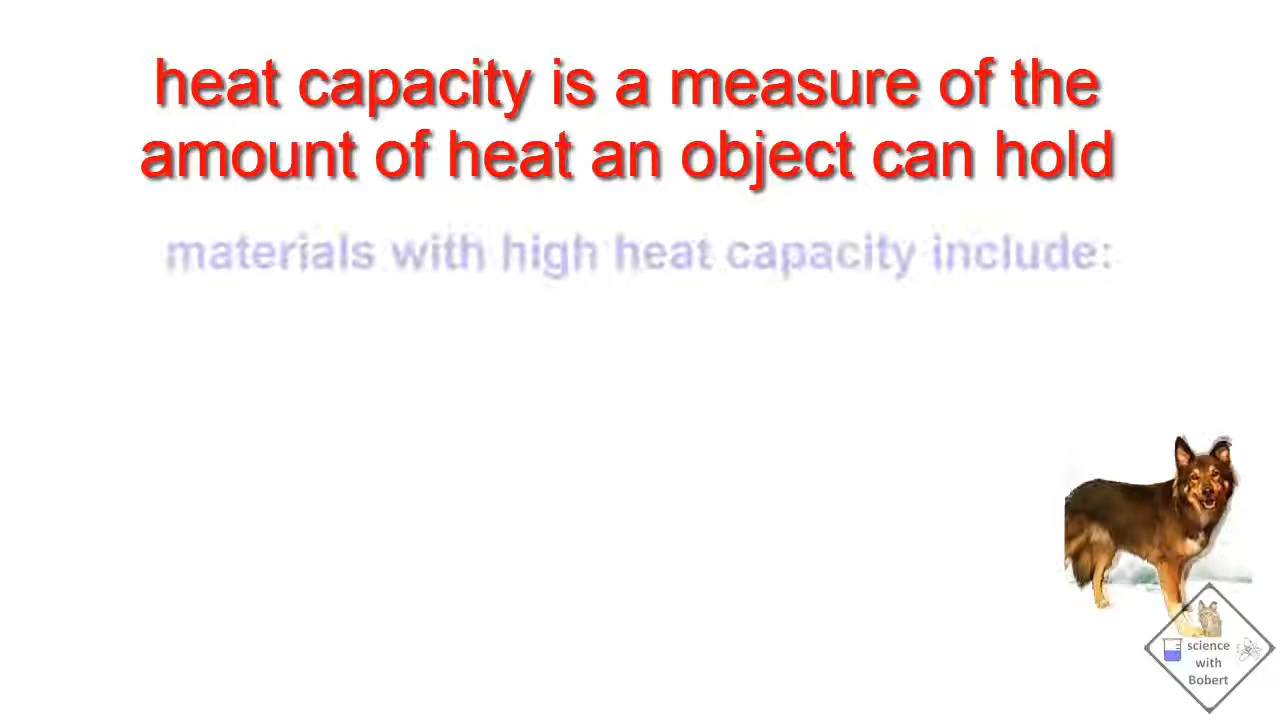 heat capacity is a measure of the
amount of heat an object can hold
materials with high heat capacity include:
science
with
Bobert